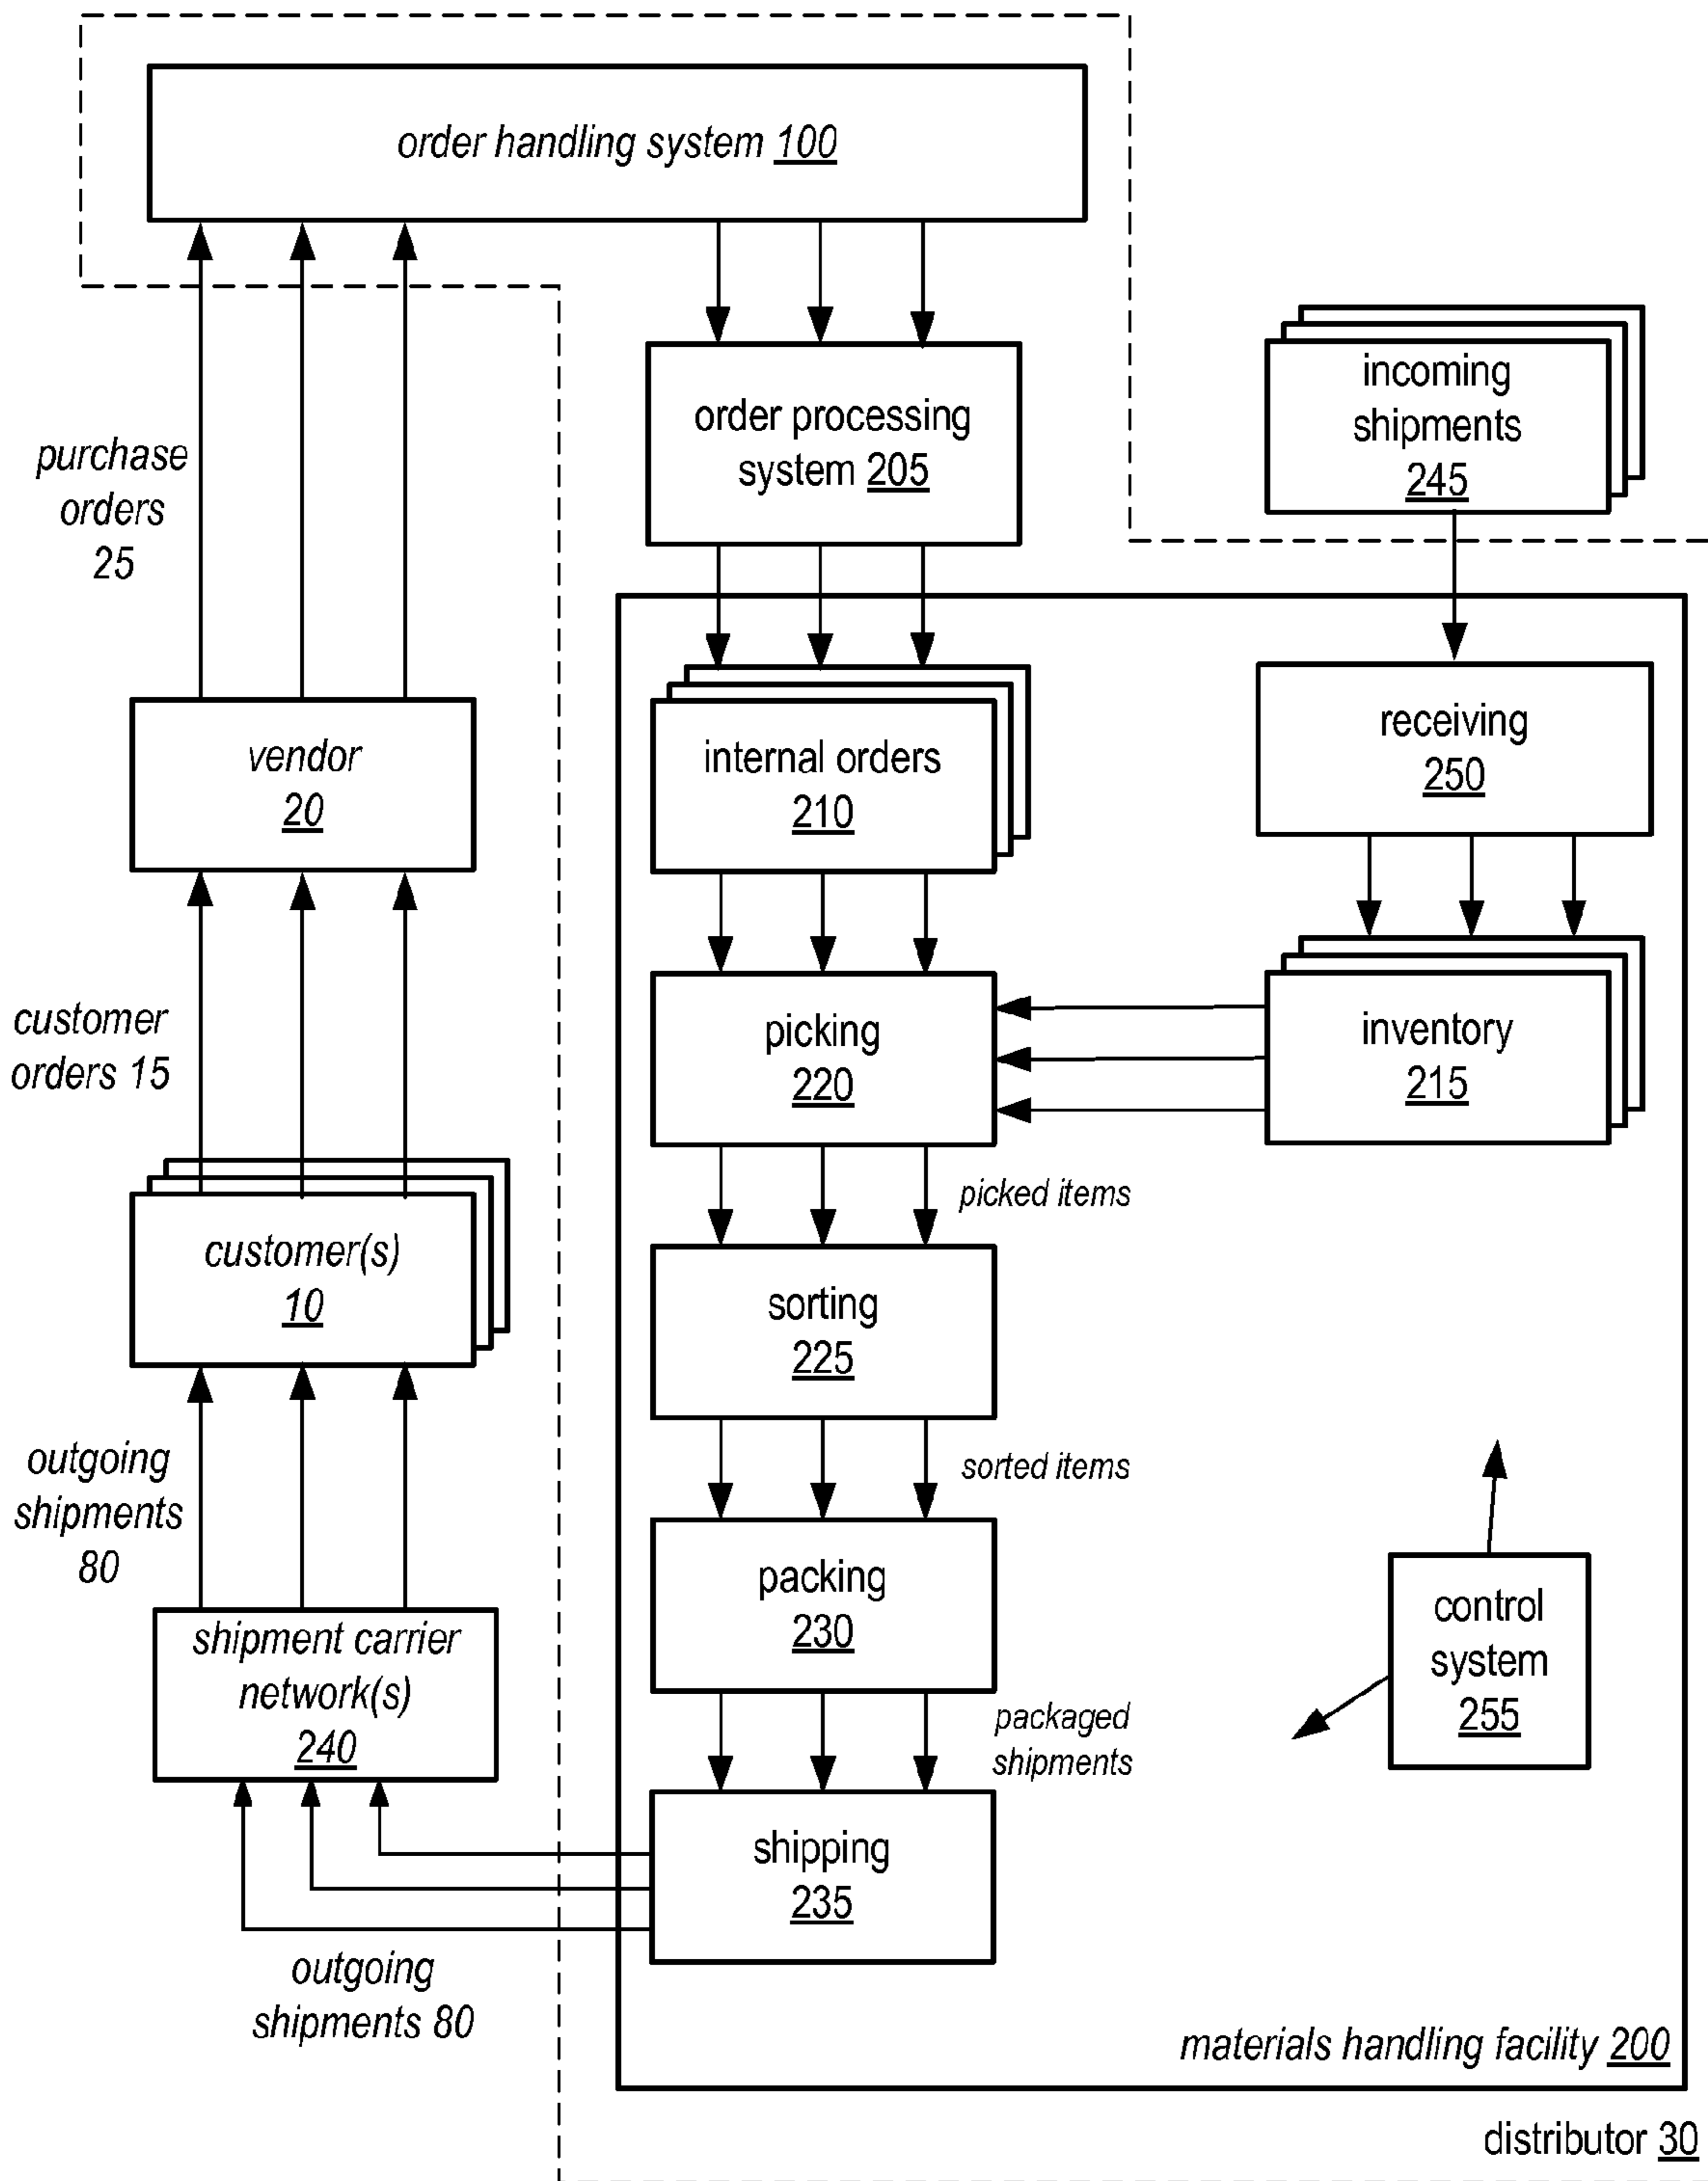 order handling system 100
order processing
system 205
incoming
shipments
245
purchase
orders
25
vendor
20
internal orders
210
receiving
250
customer
orders 15
picking
220
inventory
215
picked items
customer(s)
10
sorting
225
sorted items
outgoing
shipments
80
packing
230
control
system
255
shipment carrier
network(s)
240
packaged
shipments
shipping
235
outgoing
shipments 80
materials handling facility 200
distributor 30